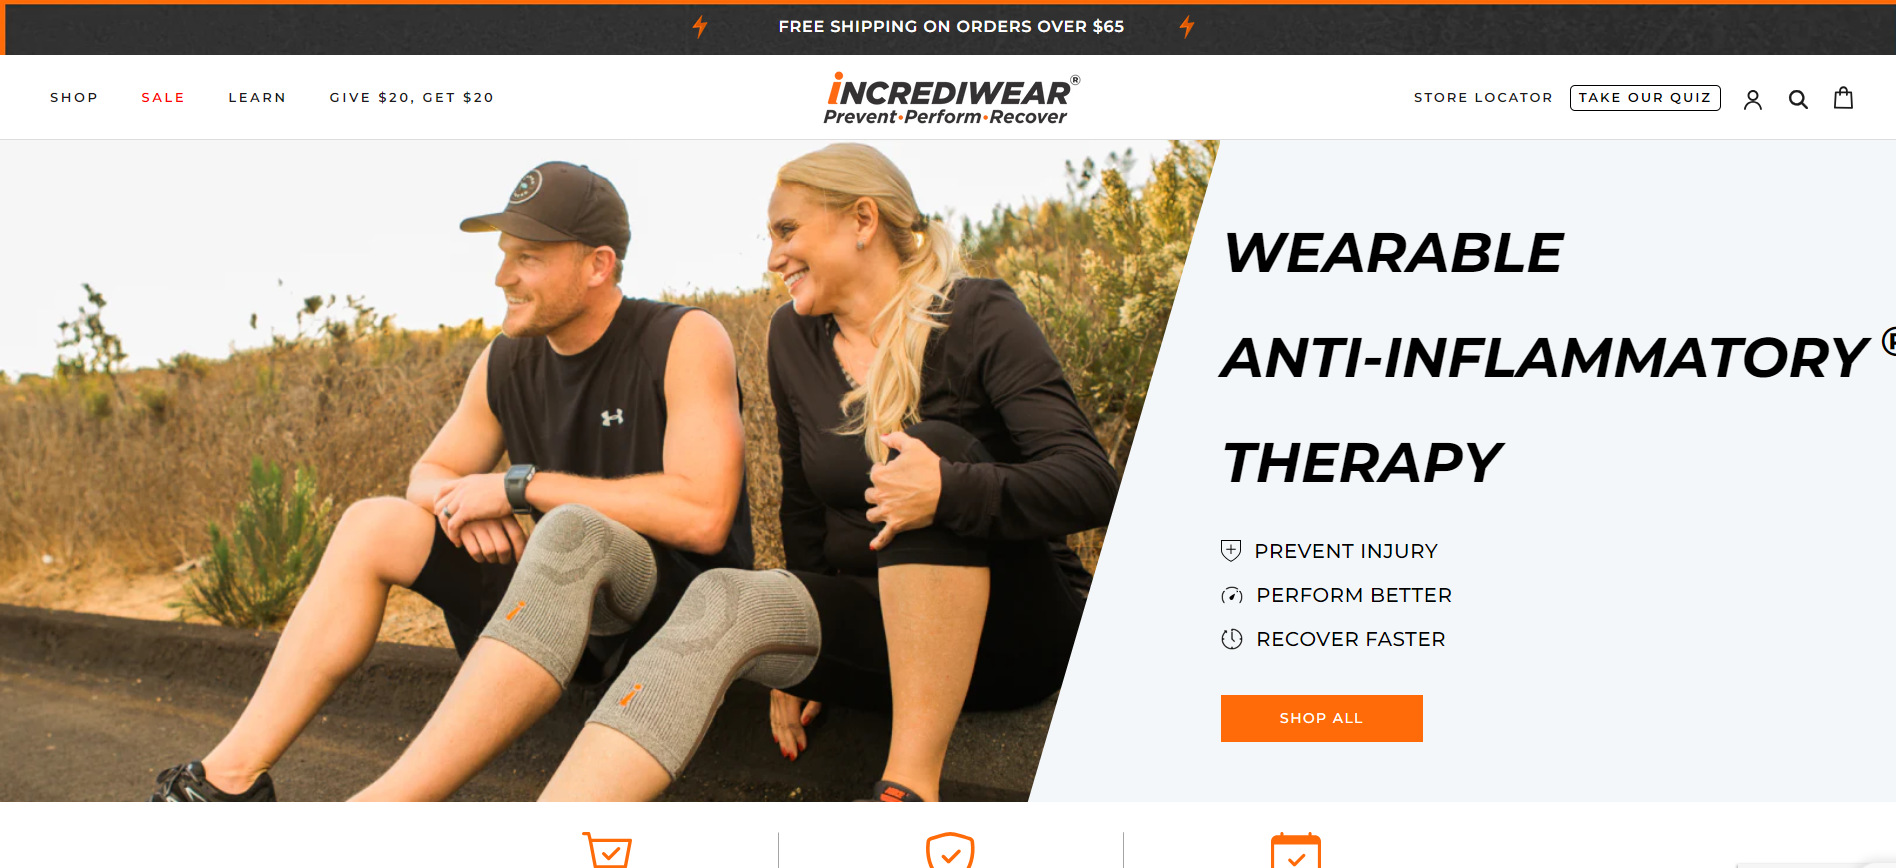 FREE SHIPPING ON ORDERS OVER $65
SHOP SALE LEARN GIVE $20, GET $20
INCREDIWEAR®
Prevent•Perform•Recover
STORE LOCATOR TAKE OUR QUIZ
WEARABLE
ANTI-INFLAMMATORY ®
THERAPY
PREVENT INJURY
PERFORM BETTER
RECOVER FASTER
SHOP ALL